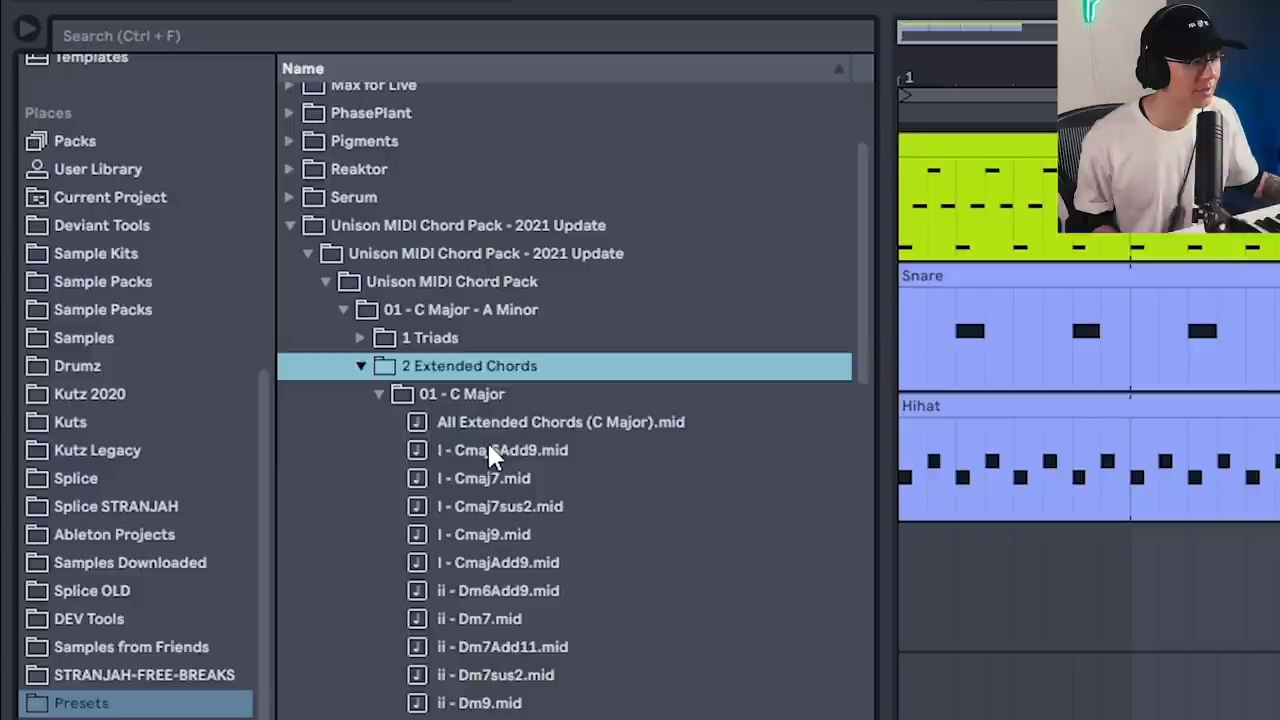 Search (Ctrl + F)
Templates
Places
Packs
User Library
Current Project
Deviant Tools
Sample Kits
Sample Packs
Sample Packs
Samples
Drumz
Kutz 2020
Kuts
Kutz Legacy
Splice
Splice STRANJAH
Ableton Projects
Samples Downloaded
Splice OLD
DEV Tools
Samples from Friends
STRANJAH-FREE-BREAKS
Presets
Name
Max for Live
PhasePlant
Pigments
Reaktor
Serum
Unison MIDI Chord Pack - 2021 Update
Unison MIDI Chord Pack - 2021 Update
Unison MIDI Chord Pack
01 - C Major - A Minor
1 Triads
2 Extended Chords
01 - C Major
All Extended Chords (C Major).mid
I - Cmaj6Add9.mid
I - Cmaj7.mid
I - Cmaj7sus2.mid
I - Cmaj9.mid
I - CmajAdd9.mid
ii - Dm6Add9.mid
ii - Dm7.mid
ii - Dm7Add11.mid
ii - Dm7sus2.mid
ii - Dm9.mid
1
Snare
Hihat